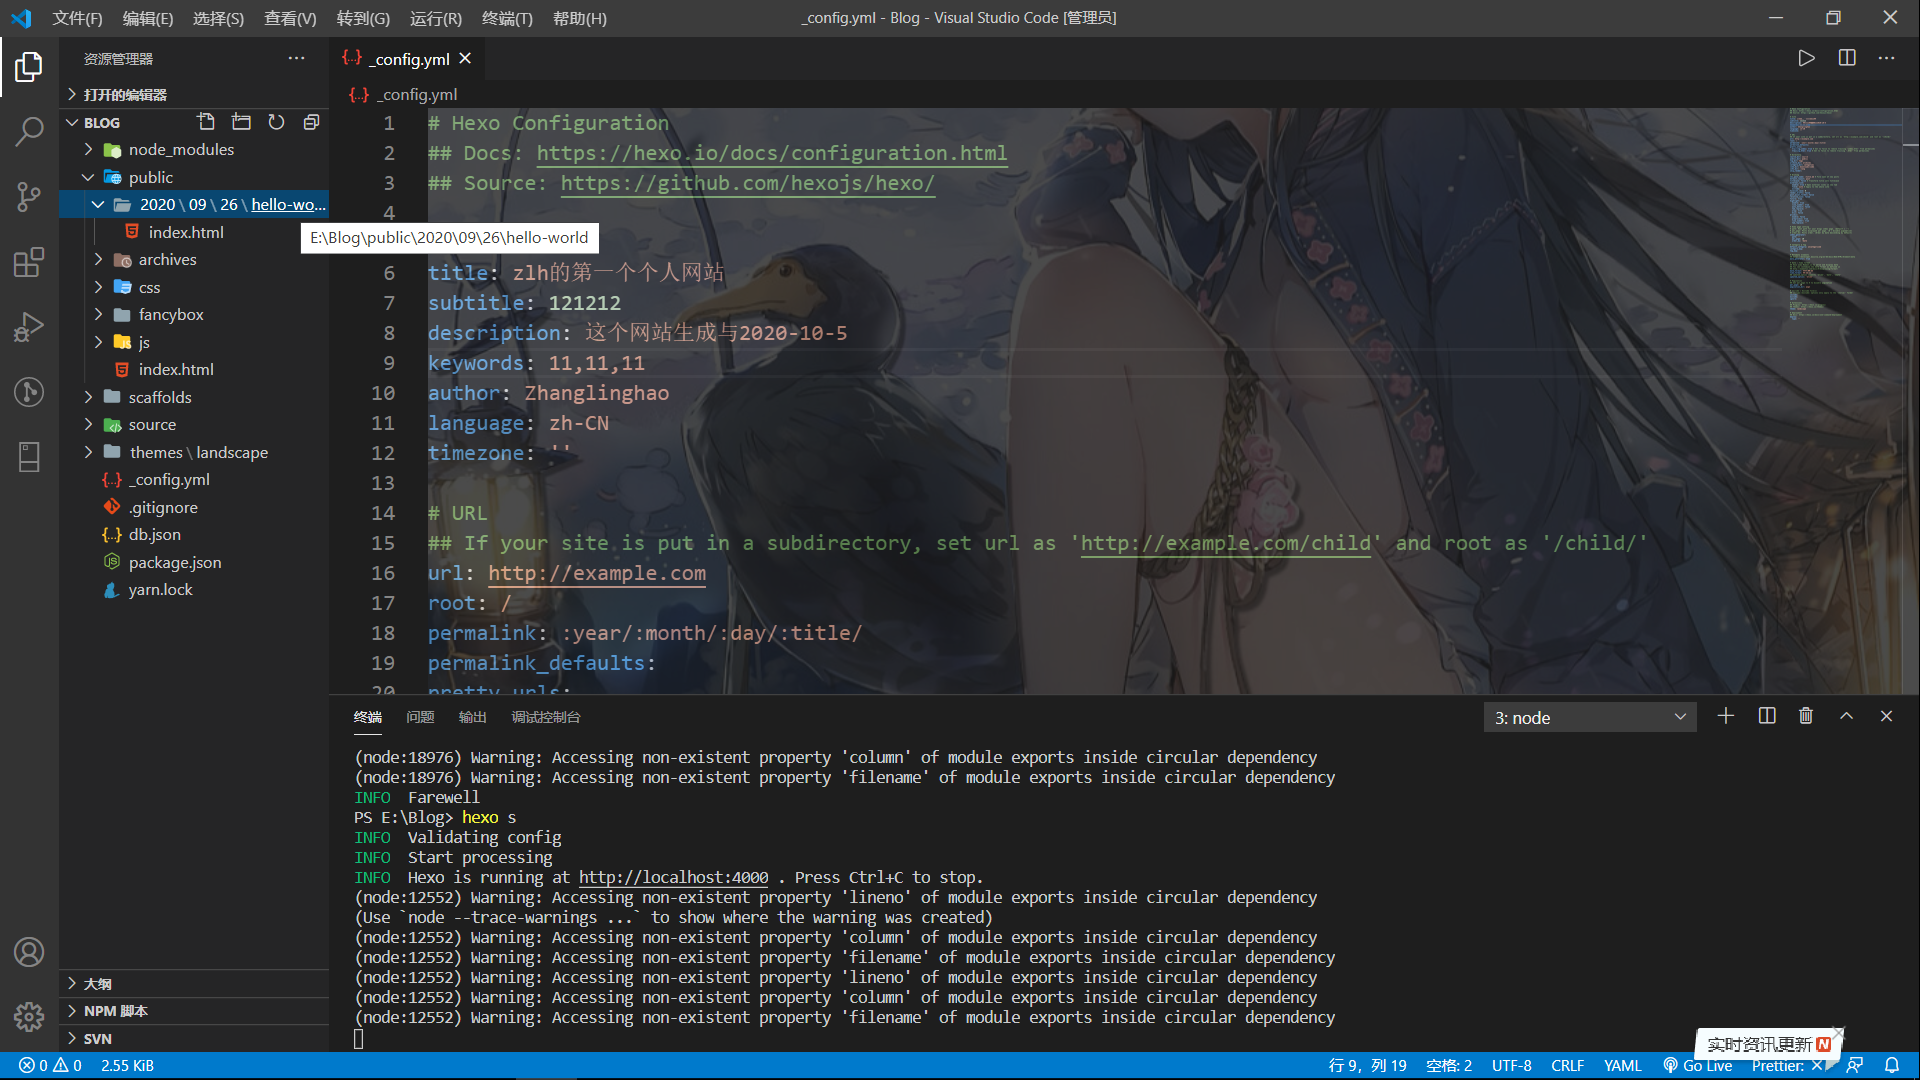 文件(F) 编辑(E) 选择(S) 查看(V) 转到(G) 运行(R) 终端(T) 帮助(H) _config.yml - Blog - Visual Studio Code [管理员]
资源管理器
打开的编辑器
BLOG
node_modules
public
2020 \ 09 \ 26 \ hello-wo...
index.html
archives
css
fancybox
js
index.html
scaffolds
source
themes \ landscape
_config.yml
.gitignore
db.json
package.json
yarn.lock
大纲
NPM 脚本
SVN
E:\Blog\public\2020\09\26\hello-world
_config.yml
_config.yml
1 # Hexo Configuration
2 ## Docs: https://hexo.io/docs/configuration.html
3 ## Source: https://github.com/hexojs/hexo/
4
6 title: zlh的第一个个人网站
7 subtitle: 121212
8 description: 这个网站生成与2020-10-5
9 keywords: 11,11,11
10 author: Zhanglinghao
11 language: zh-CN
12 timezone: ''
13
14 # URL
15 ## If your site is put in a subdirectory, set url as 'http://example.com/child' and root as '/child/'
16 url: http://example.com
17 root: /
18 permalink: :year/:month/:day/:title/
19 permalink_defaults:
20 pretty_urls:
终端 问题 输出 调试控制台 3: node
(node:18976) Warning: Accessing non-existent property 'column' of module exports inside circular dependency
(node:18976) Warning: Accessing non-existent property 'filename' of module exports inside circular dependency
INFO  Farewell
PS E:\Blog> hexo s
INFO  Validating config
INFO  Start processing
INFO  Hexo is running at http://localhost:4000 . Press Ctrl+C to stop.
(node:12552) Warning: Accessing non-existent property 'lineno' of module exports inside circular dependency
(Use `node --trace-warnings ...` to show where the warning was created)
(node:12552) Warning: Accessing non-existent property 'column' of module exports inside circular dependency
(node:12552) Warning: Accessing non-existent property 'filename' of module exports inside circular dependency
(node:12552) Warning: Accessing non-existent property 'lineno' of module exports inside circular dependency
(node:12552) Warning: Accessing non-existent property 'column' of module exports inside circular dependency
(node:12552) Warning: Accessing non-existent property 'filename' of module exports inside circular dependency
实时资讯更新 N
0 0 2.55 KiB 行 9，列 19 空格: 2 UTF-8 CRLF YAML Go Live Prettier: ×